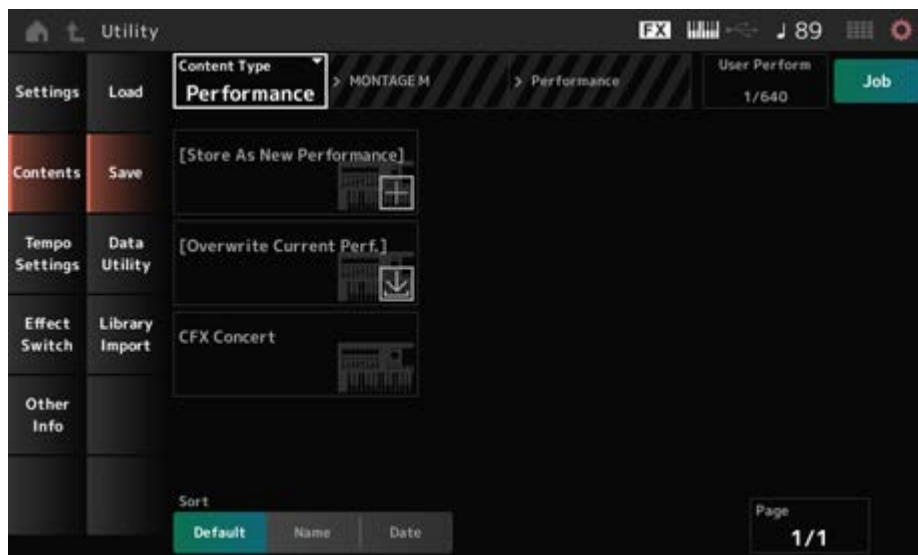 Utility
FX
♩ 89
Settings
Load
Content Type
Performance
> MONTAGE M
> Performance
User Perform
1/640
Job
Contents
Save
[Store As New Performance]
Tempo
Settings
Data
Utility
[Overwrite Current Perf.]
Effect
Switch
Library
Import
CFX Concert
Other
Info
Sort
Default
Name
Date
Page
1/1